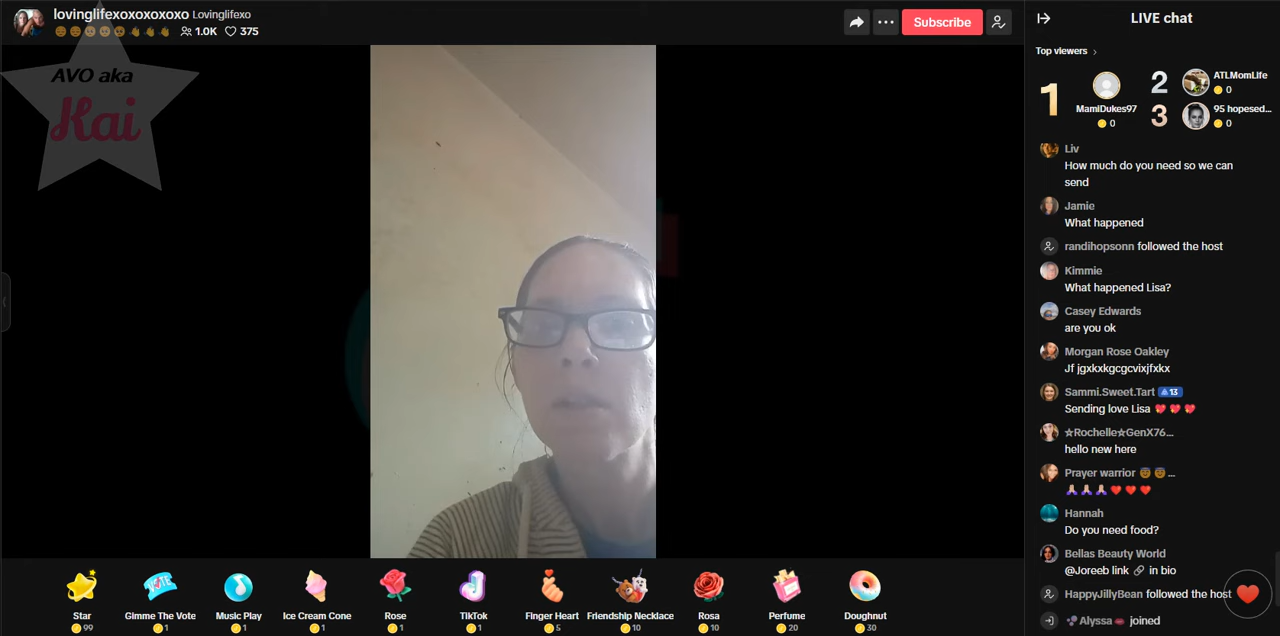 lovinglifexoxoxoxoxo Lovinglifexo
1.0K 375
Subscribe
LIVE chat
AVO aka
Kai
Top viewers
1
MamIDukes97
0
2
ATLMomLife
0
3
95 hopesed...
0
Liv
How much do you need so we can
send
Jamie
What happened
randihopsonn followed the host
Kimmie
What happened Lisa?
Casey Edwards
are you ok
Morgan Rose Oakley
Jf jgxkxkgcgcvixjfxkx
Sammi.Sweet.Tart 13
Sending love Lisa 💖 💖 💖
☆Rochelle☆GenX76...
hello new here
Prayer warrior 😇 😇 ...
🙏 🙏 🙏 ❤️ ❤️ ❤️
Hannah
Do you need food?
Bellas Beauty World
@Joreeb link 🔗 in bio
HappyJillyBean followed the host
Alyssa 👄 joined
Star
99
VOTE
Gimme The Vote
1
Music Play
1
Ice Cream Cone
1
Rose
1
TikTok
1
Finger Heart
5
Friendship Necklace
10
Rosa
10
Perfume
20
Doughnut
30